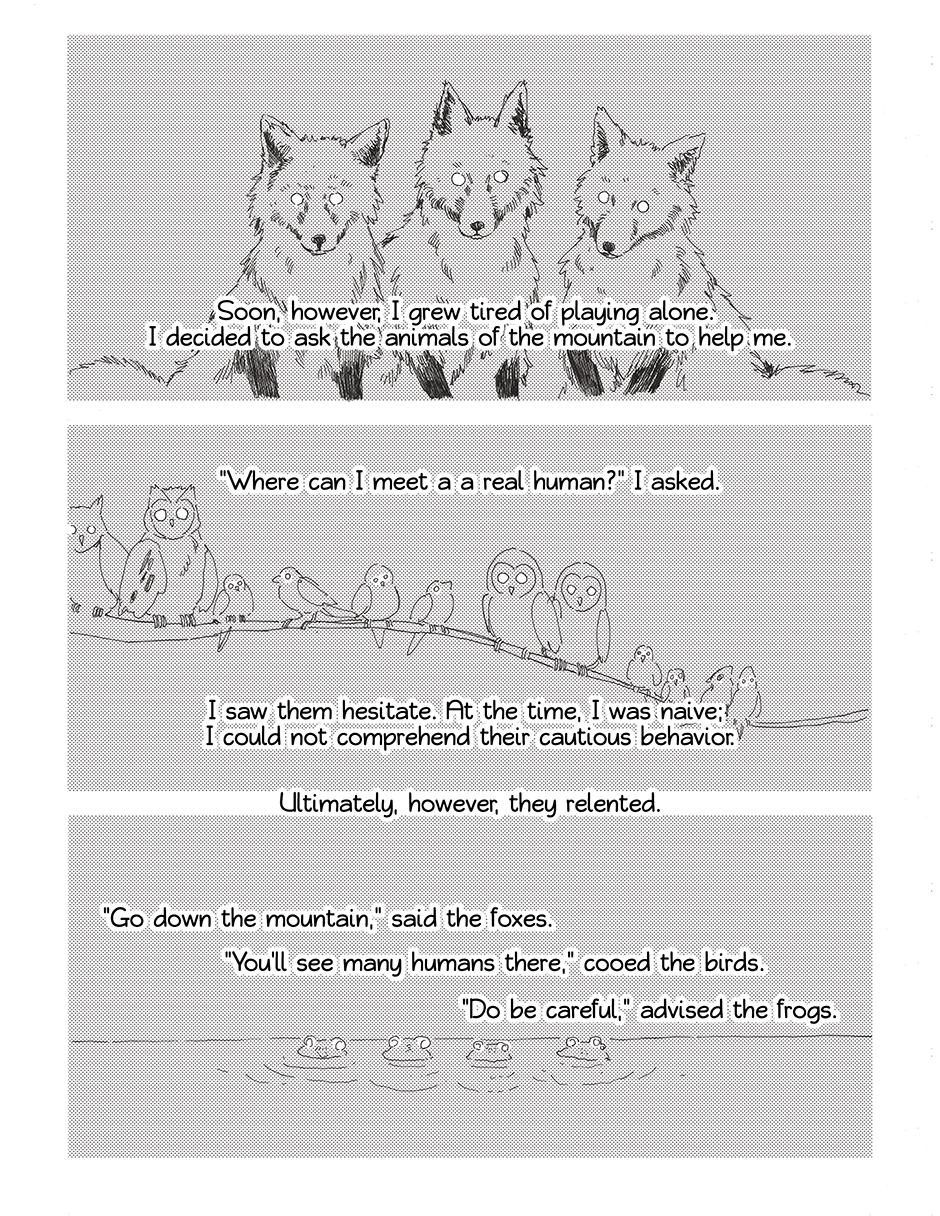 Soon, however, I grew tired of playing alone.
I decided to ask the animals of the mountain to help me.
"Where can I meet a a real human?" I asked.
I saw them hesitate. At the time, I was naive;
I could not comprehend their cautious behavior.
Ultimately, however, they relented.
"Go down the mountain," said the foxes.
"You'll see many humans there," cooed the birds.
"Do be careful," advised the frogs.